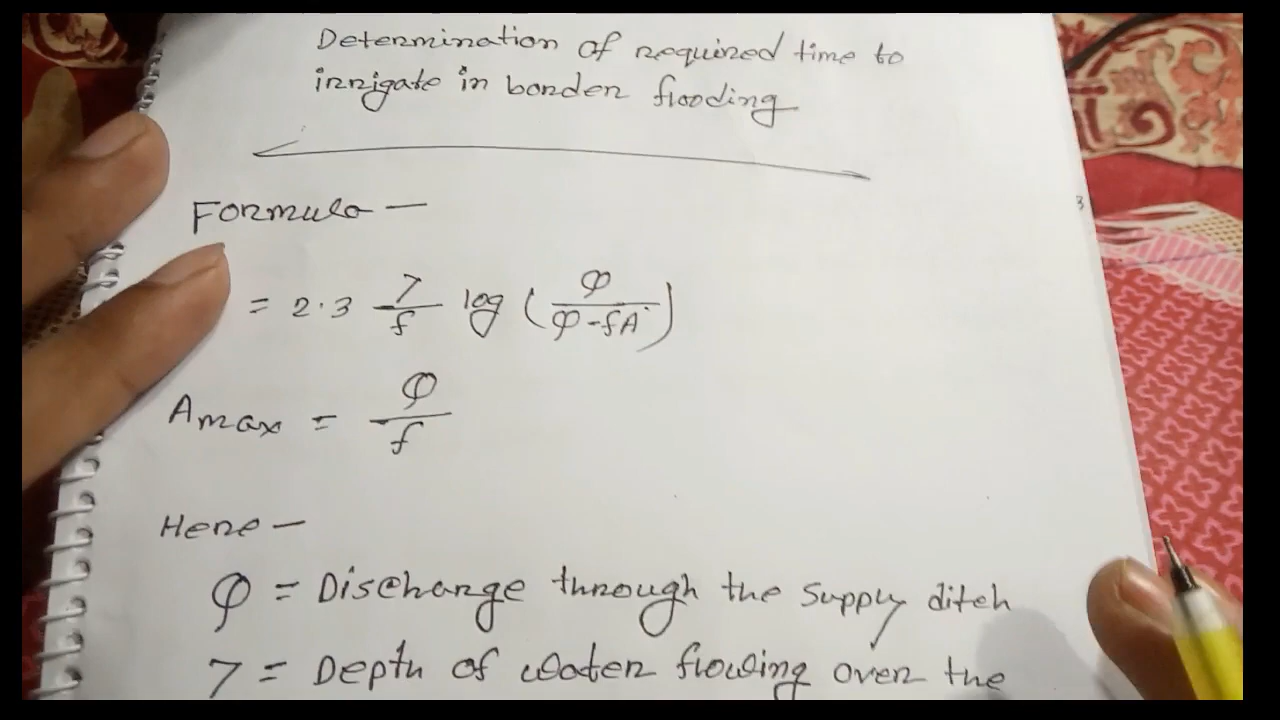 Determination of required time to
irrigate in border flooding
Formula —
= 2.3 y/f log (Q/Q-fA)
Amax = Q/f
Here —
Q = Discharge through the supply ditch
y = Depth of water flowing over the